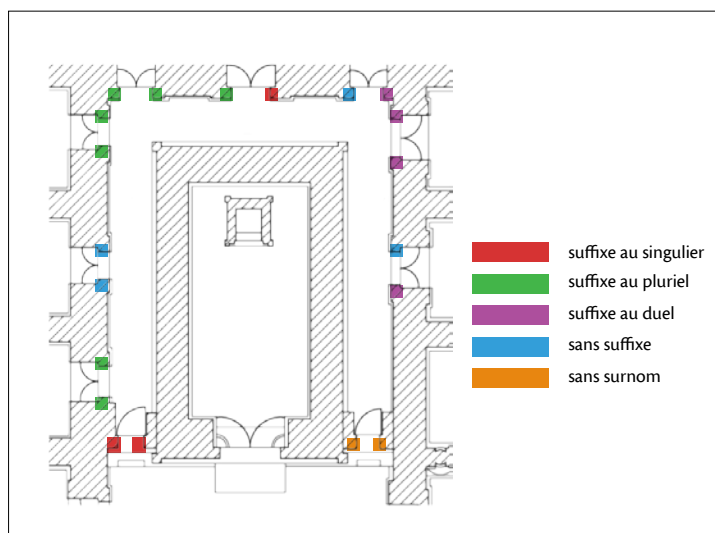 suffixe au singulier
suffixe au pluriel
suffixe au duel
sans suffixe
sans surnom